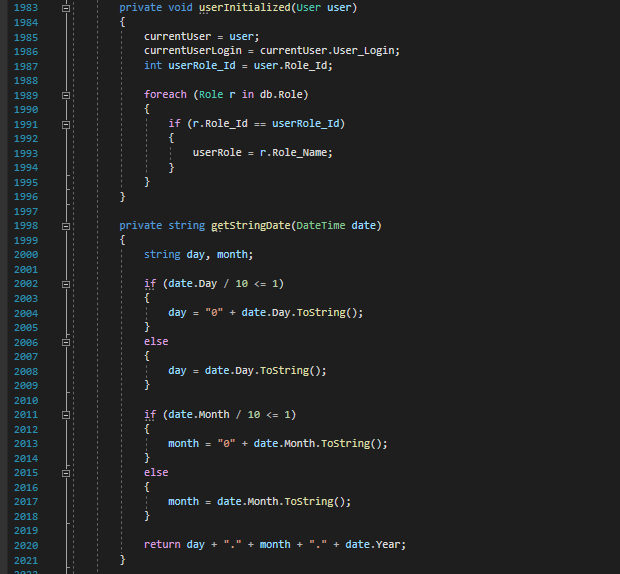 1983 private void userInitialized(User user)
1984 {
1985 currentUser = user;
1986 currentUserLogin = currentUser.User_Login;
1987 int userRole_Id = user.Role_Id;
1988
1989 foreach (Role r in db.Role)
1990 {
1991 if (r.Role_Id == userRole_Id)
1992 {
1993 userRole = r.Role_Name;
1994 }
1995 }
1996 }
1997
1998 private string getStringDate(DateTime date)
1999 {
2000 string day, month;
2001
2002 if (date.Day / 10 <= 1)
2003 {
2004 day = "0" + date.Day.ToString();
2005 }
2006 else
2007 {
2008 day = date.Day.ToString();
2009 }
2010
2011 if (date.Month / 10 <= 1)
2012 {
2013 month = "0" + date.Month.ToString();
2014 }
2015 else
2016 {
2017 month = date.Month.ToString();
2018 }
2019
2020 return day + "." + month + "." + date.Year;
2021 }